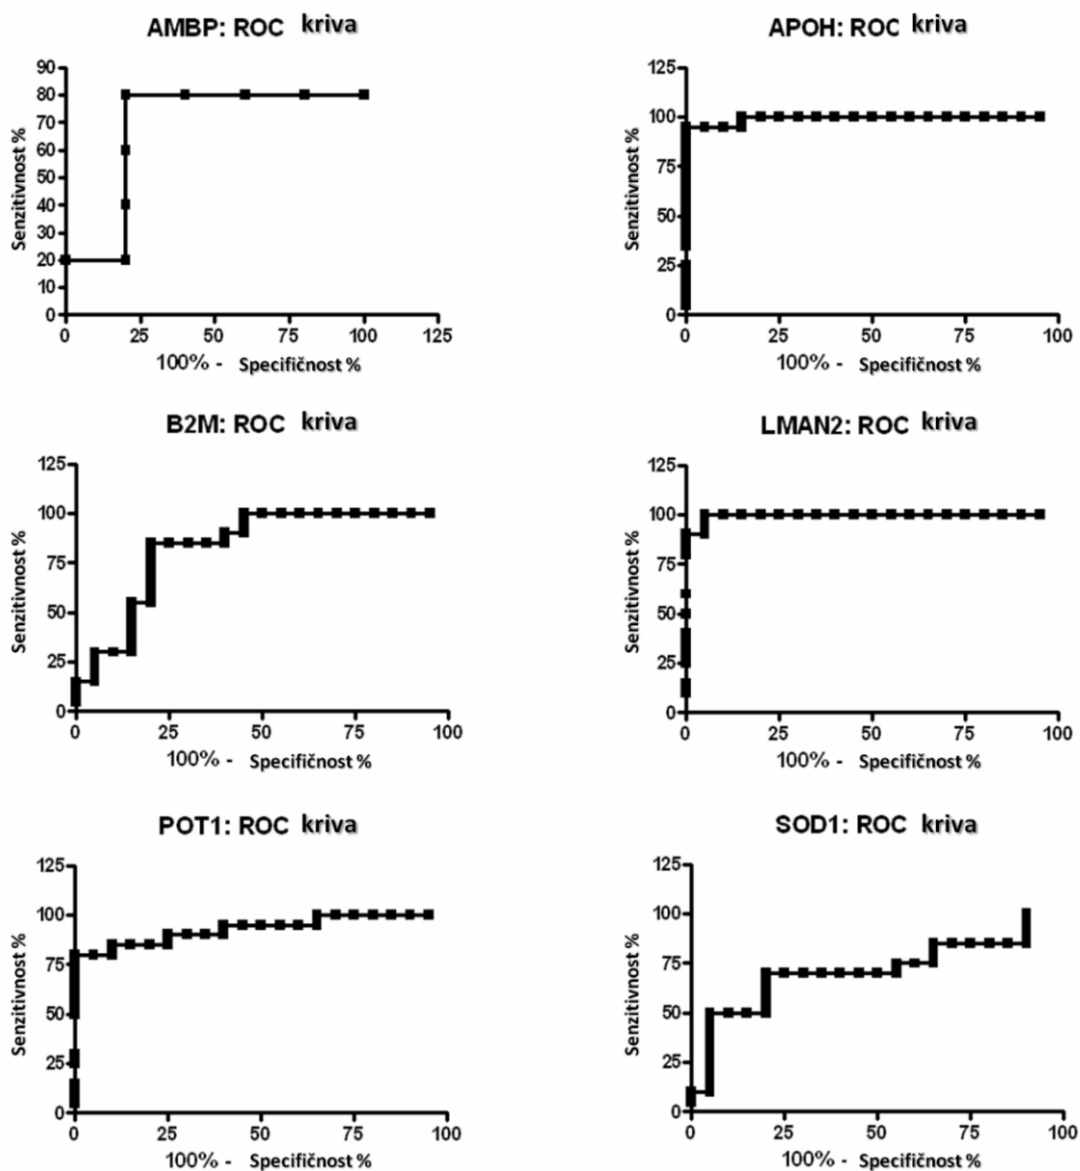 AMBP: ROC kriva
90
80
70
60
50
40
30
20
10
0
Senzitivnost %
0 25 50 75 100 125
100% - Specifičnost %
APOH: ROC kriva
125
100
75
50
25
0
Senzitivnost %
0 25 50 75 100
100% - Specifičnost %
B2M: ROC kriva
125
100
75
50
25
0
Senzitivnost %
0 25 50 75 100
100% - Specifičnost %
LMAN2: ROC kriva
125
100
75
50
25
0
Senzitivnost %
0 25 50 75 100
100% - Specifičnost %
POT1: ROC kriva
125
100
75
50
25
0
Senzitivnost %
0 25 50 75 100
100% - Specifičnost %
SOD1: ROC kriva
125
100
75
50
25
0
Senzitivnost %
0 25 50 75 100
100% - Specifičnost %